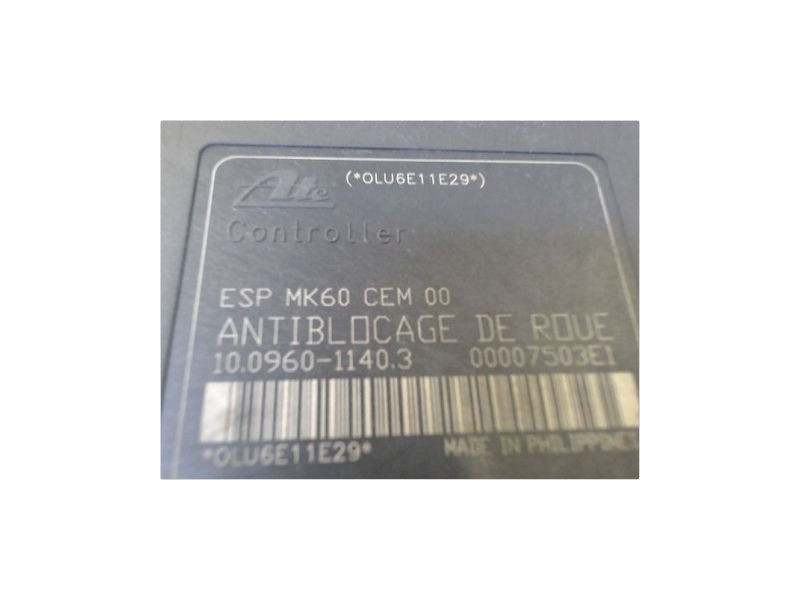 (*OLU6E11E29*)
Ate
Controller
ESP MK60 CEM 00
ANTIBLOCAGE DE ROUE
10.0960-1140.3 00007503E1
*OLU6E11E29* MADE IN PHILIPPINES